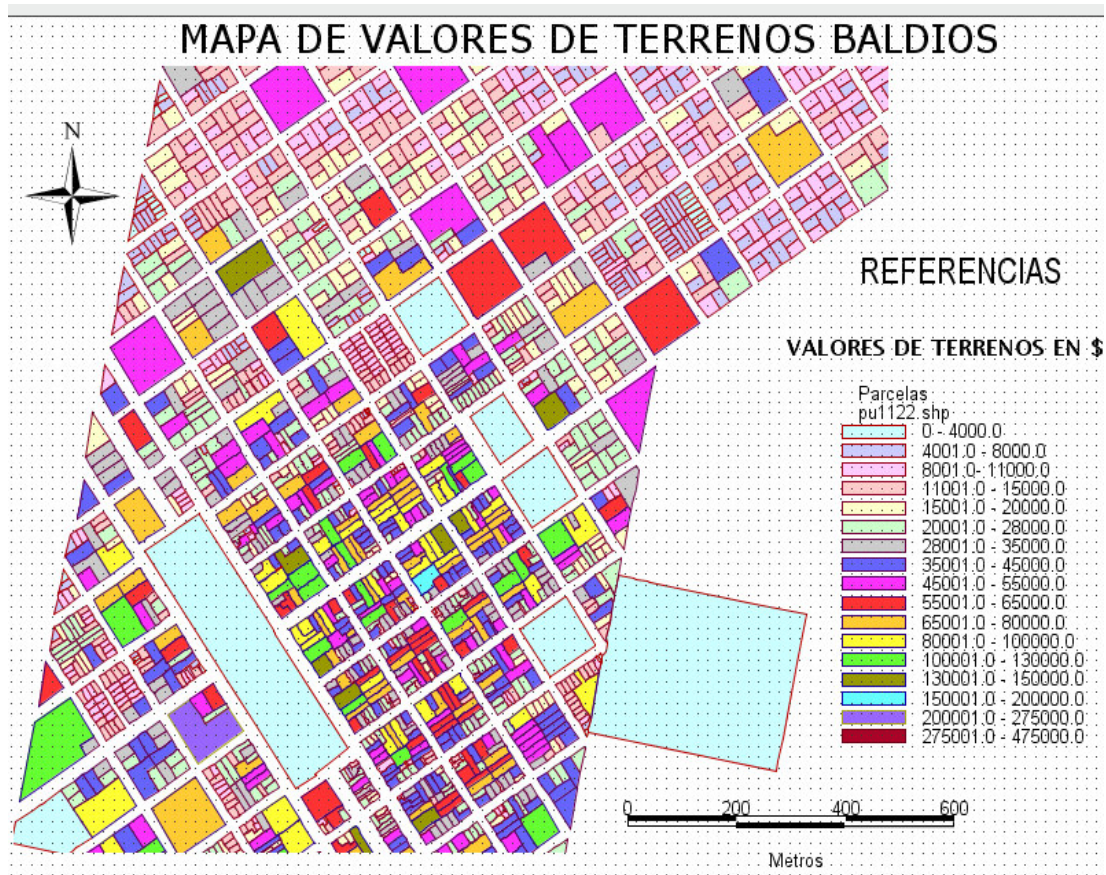 MAPA DE VALORES DE TERRENOS BALDIOS
N
REFERENCIAS
VALORES DE TERRENOS EN $
Parcelas
pu1122.shp
0 - 4000.0
4001.0 - 8000.0
8001.0- 11000.0
11001.0 - 15000.0
15001.0 - 20000.0
20001.0 - 28000.0
28001.0 - 35000.0
35001.0 - 45000.0
45001.0 - 55000.0
55001.0 - 65000.0
65001.0 - 80000.0
80001.0 - 100000.0
100001.0 - 130000.0
130001.0 - 150000.0
150001.0 - 200000.0
200001.0 - 275000.0
275001.0 - 475000.0
0 200 400 600
Metros